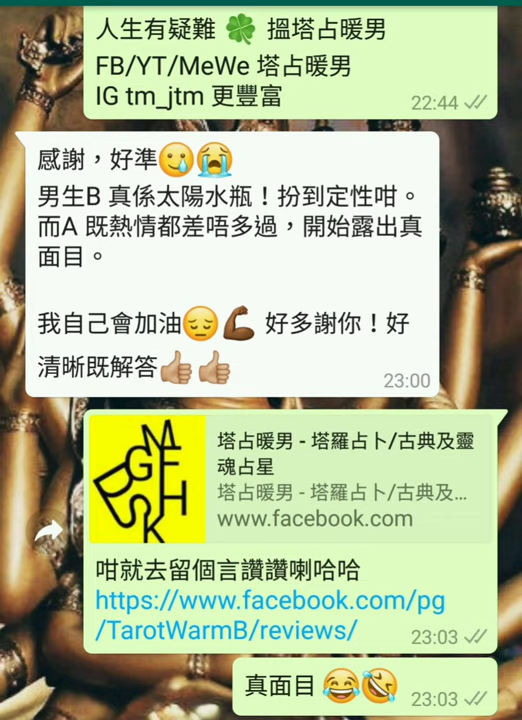 人生有疑難 🍀 搵塔占暖男
FB/YT/MeWe 塔占暖男
IG tm_jtm 更豐富
22:44
感謝，好準🥲😭
男生B 真係太陽水瓶！扮到定性咁。
而A 既熱情都差唔多過，開始露出真
面目。
我自己會加油😔💪🏾 好多謝你！好
清晰既解答👍🏼👍🏼
23:00
塔占暖男 - 塔羅占卜/古典及靈
魂占星
塔占暖男 - 塔羅占卜/古典及...
www.facebook.com
咁就去留個言讚讚喇哈哈
https://www.facebook.com/pg
/TarotWarmB/reviews/
23:03
真面目 😂🤣
23:03